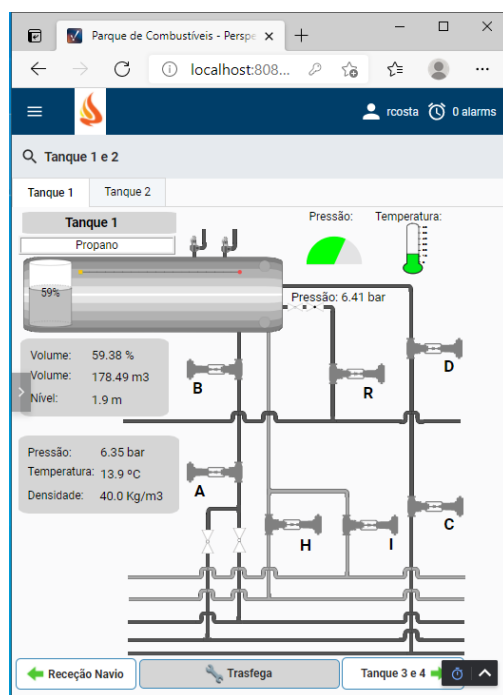 Parque de Combustíveis - Perspe
localhost:808...
rcosta 0 alarms
Tanque 1 e 2
Tanque 1 Tanque 2
Tanque 1
Propano
Pressão: Temperatura:
59%
Pressão: 6.41 bar
Volume: 59.38 %
Volume: 178.49 m3
Nível: 1.9 m
B
R
D
Pressão: 6.35 bar
Temperatura: 13.9 ºC
Densidade: 40.0 Kg/m3
A
H
I
C
Receção Navio Trasfega Tanque 3 e 4